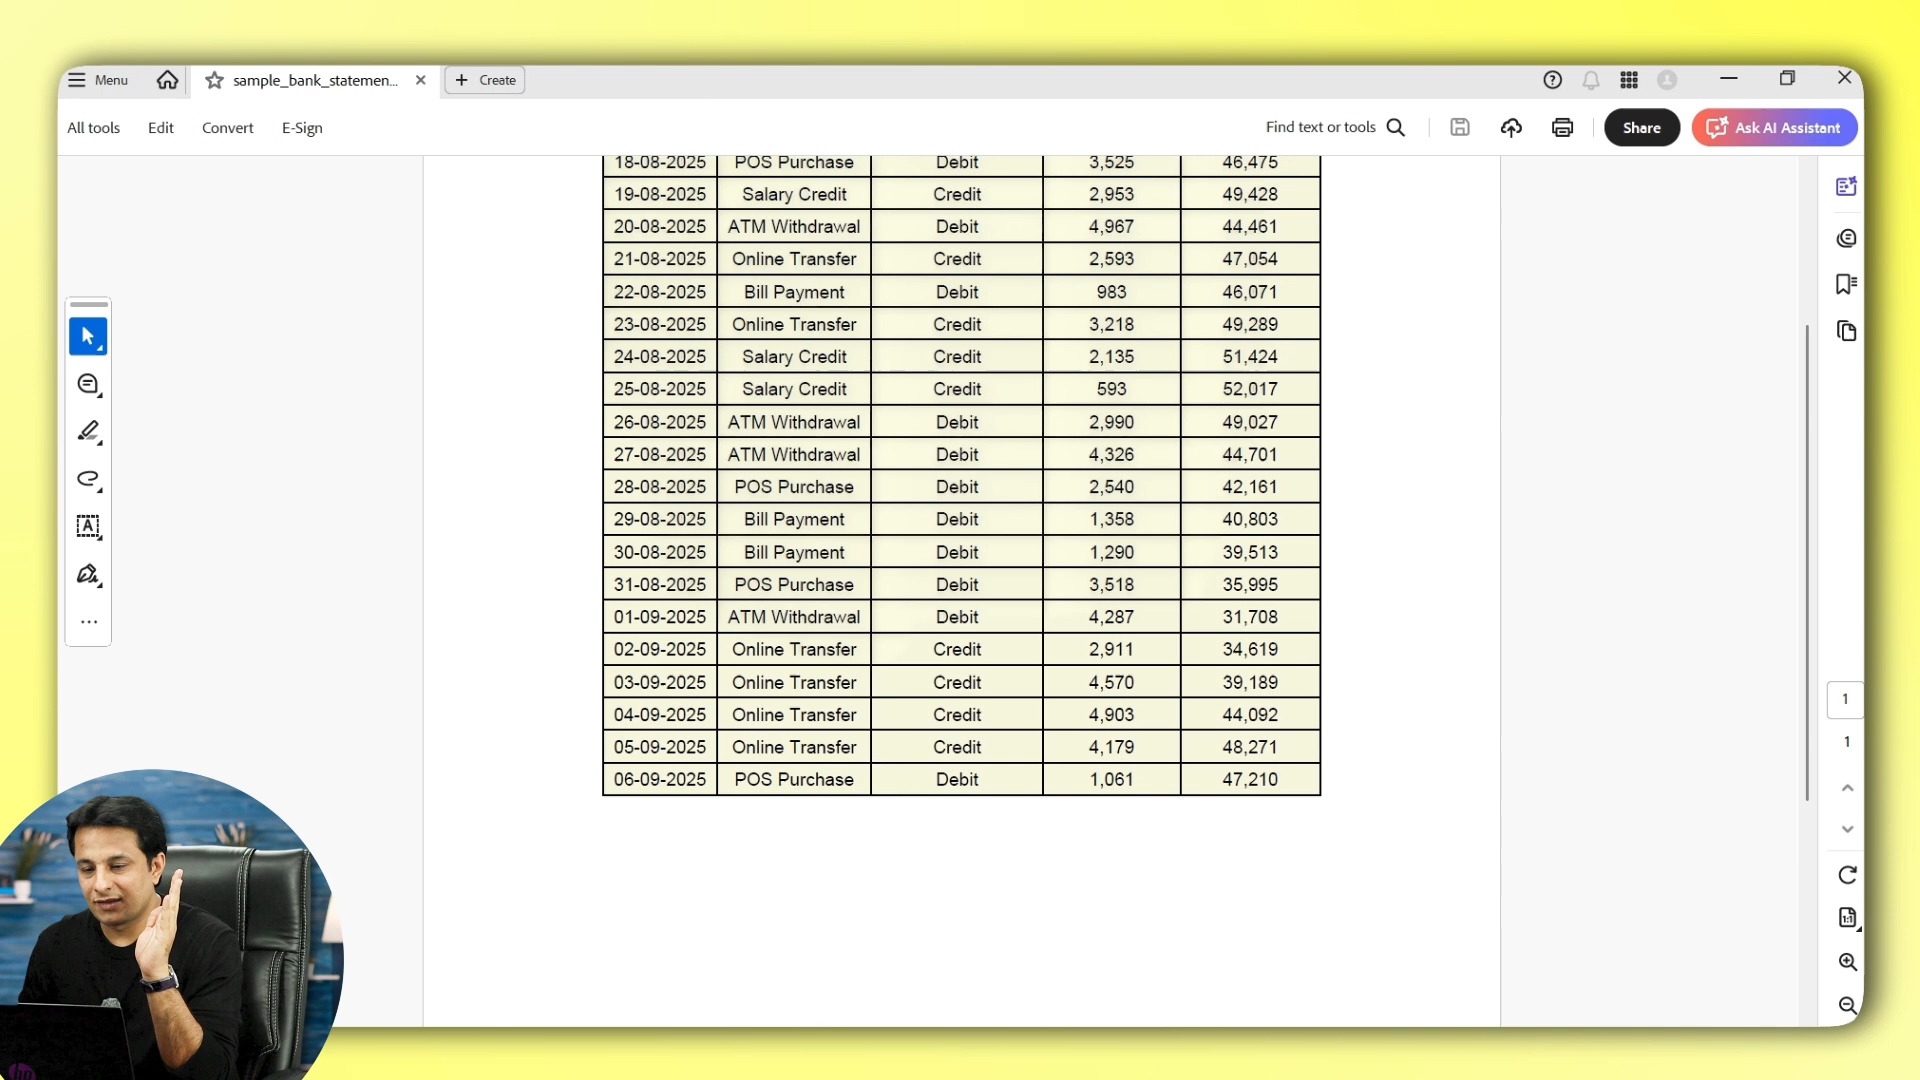 Menu sample_bank_statemen... Create
All tools Edit Convert E-Sign Find text or tools Share Ask AI Assistant
18-08-2025 POS Purchase Debit 3,525 46,475
19-08-2025 Salary Credit Credit 2,953 49,428
20-08-2025 ATM Withdrawal Debit 4,967 44,461
21-08-2025 Online Transfer Credit 2,593 47,054
22-08-2025 Bill Payment Debit 983 46,071
23-08-2025 Online Transfer Credit 3,218 49,289
24-08-2025 Salary Credit Credit 2,135 51,424
25-08-2025 Salary Credit Credit 593 52,017
26-08-2025 ATM Withdrawal Debit 2,990 49,027
27-08-2025 ATM Withdrawal Debit 4,326 44,701
28-08-2025 POS Purchase Debit 2,540 42,161
29-08-2025 Bill Payment Debit 1,358 40,803
30-08-2025 Bill Payment Debit 1,290 39,513
31-08-2025 POS Purchase Debit 3,518 35,995
01-09-2025 ATM Withdrawal Debit 4,287 31,708
02-09-2025 Online Transfer Credit 2,911 34,619
03-09-2025 Online Transfer Credit 4,570 39,189
04-09-2025 Online Transfer Credit 4,903 44,092
05-09-2025 Online Transfer Credit 4,179 48,271
06-09-2025 POS Purchase Debit 1,061 47,210
1
1
hp